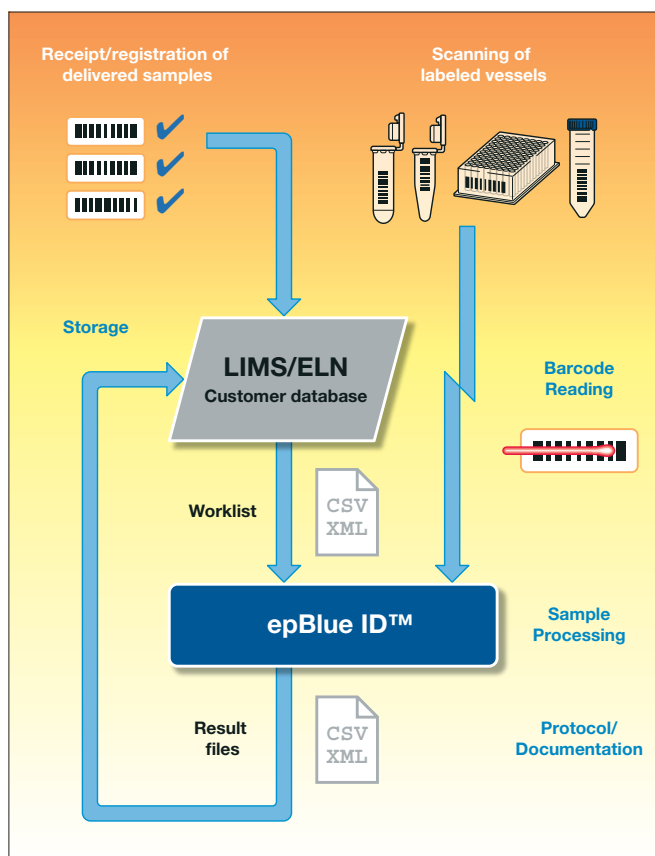 Receipt/registration of
delivered samples
Scanning of
labeled vessels
Storage
LIMS/ELN
Customer database
Barcode
Reading
Worklist
CSV
XML
epBlue ID™
Sample
Processing
Result
files
CSV
XML
Protocol/
Documentation